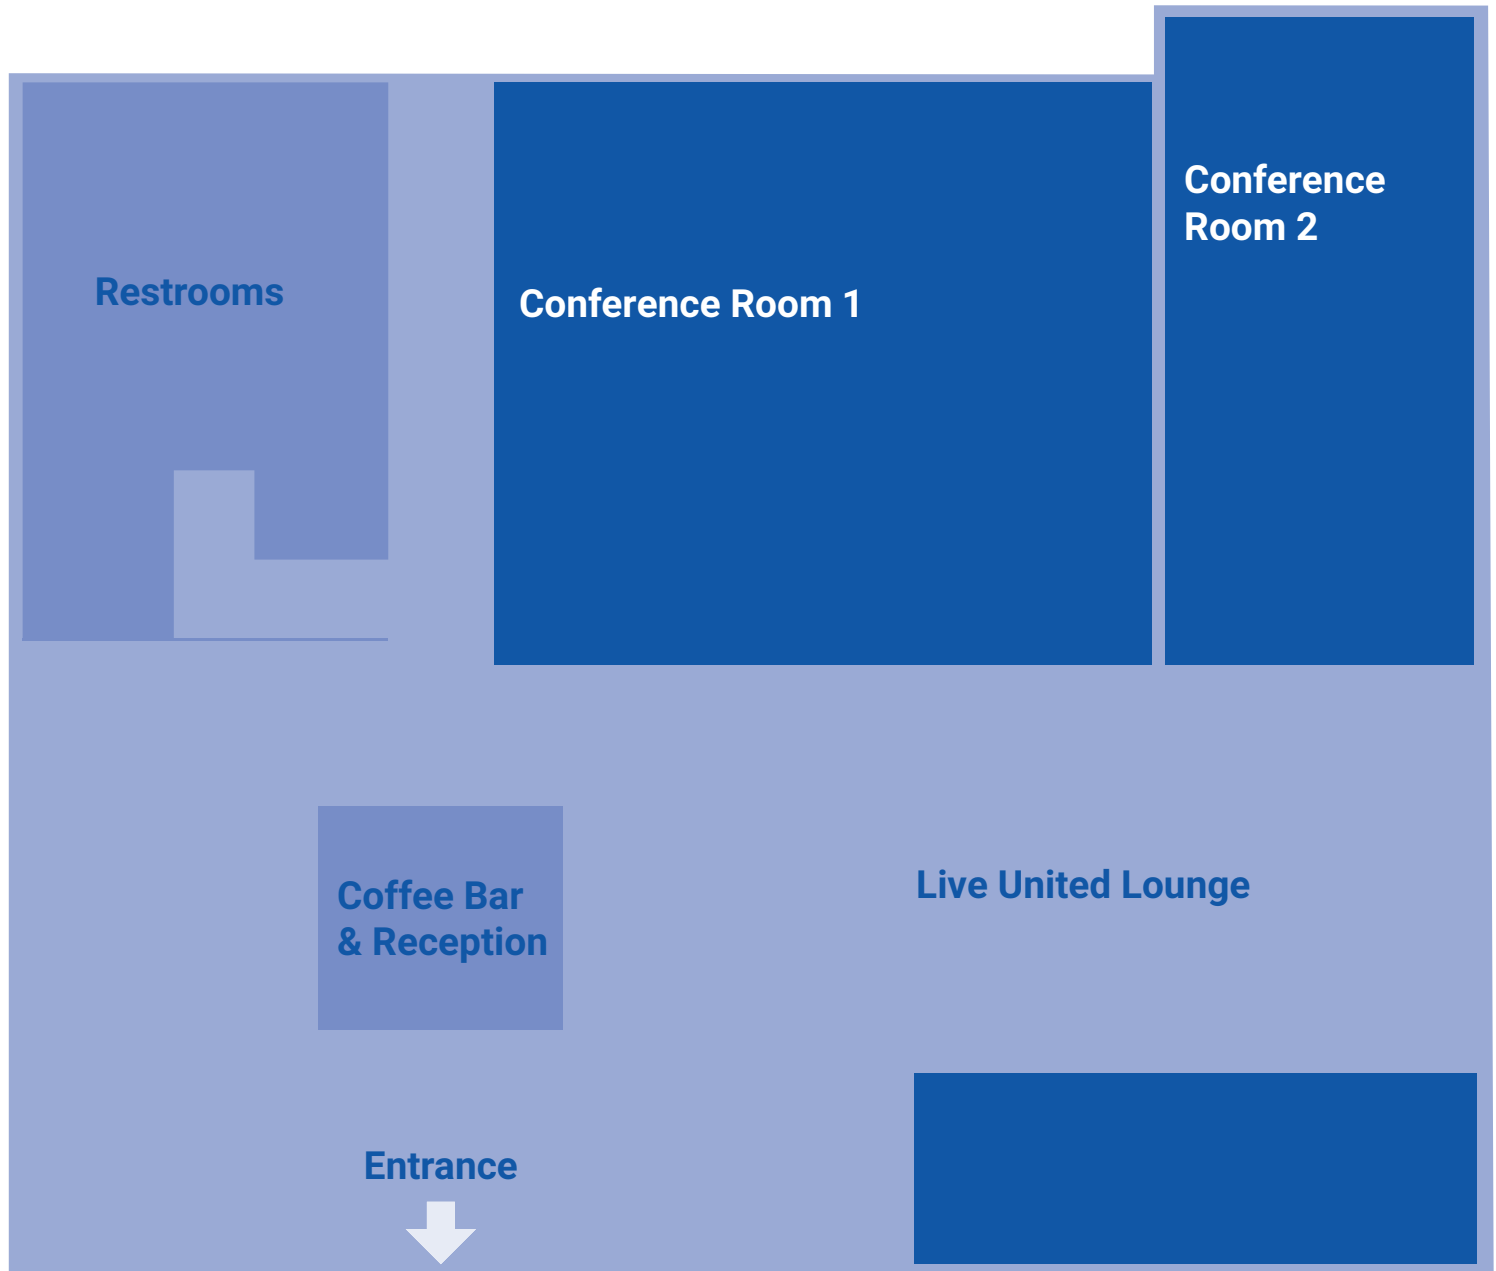 Conference
Room 2
Restrooms
Conference Room 1
Coffee Bar
& Reception
Live United Lounge
Entrance